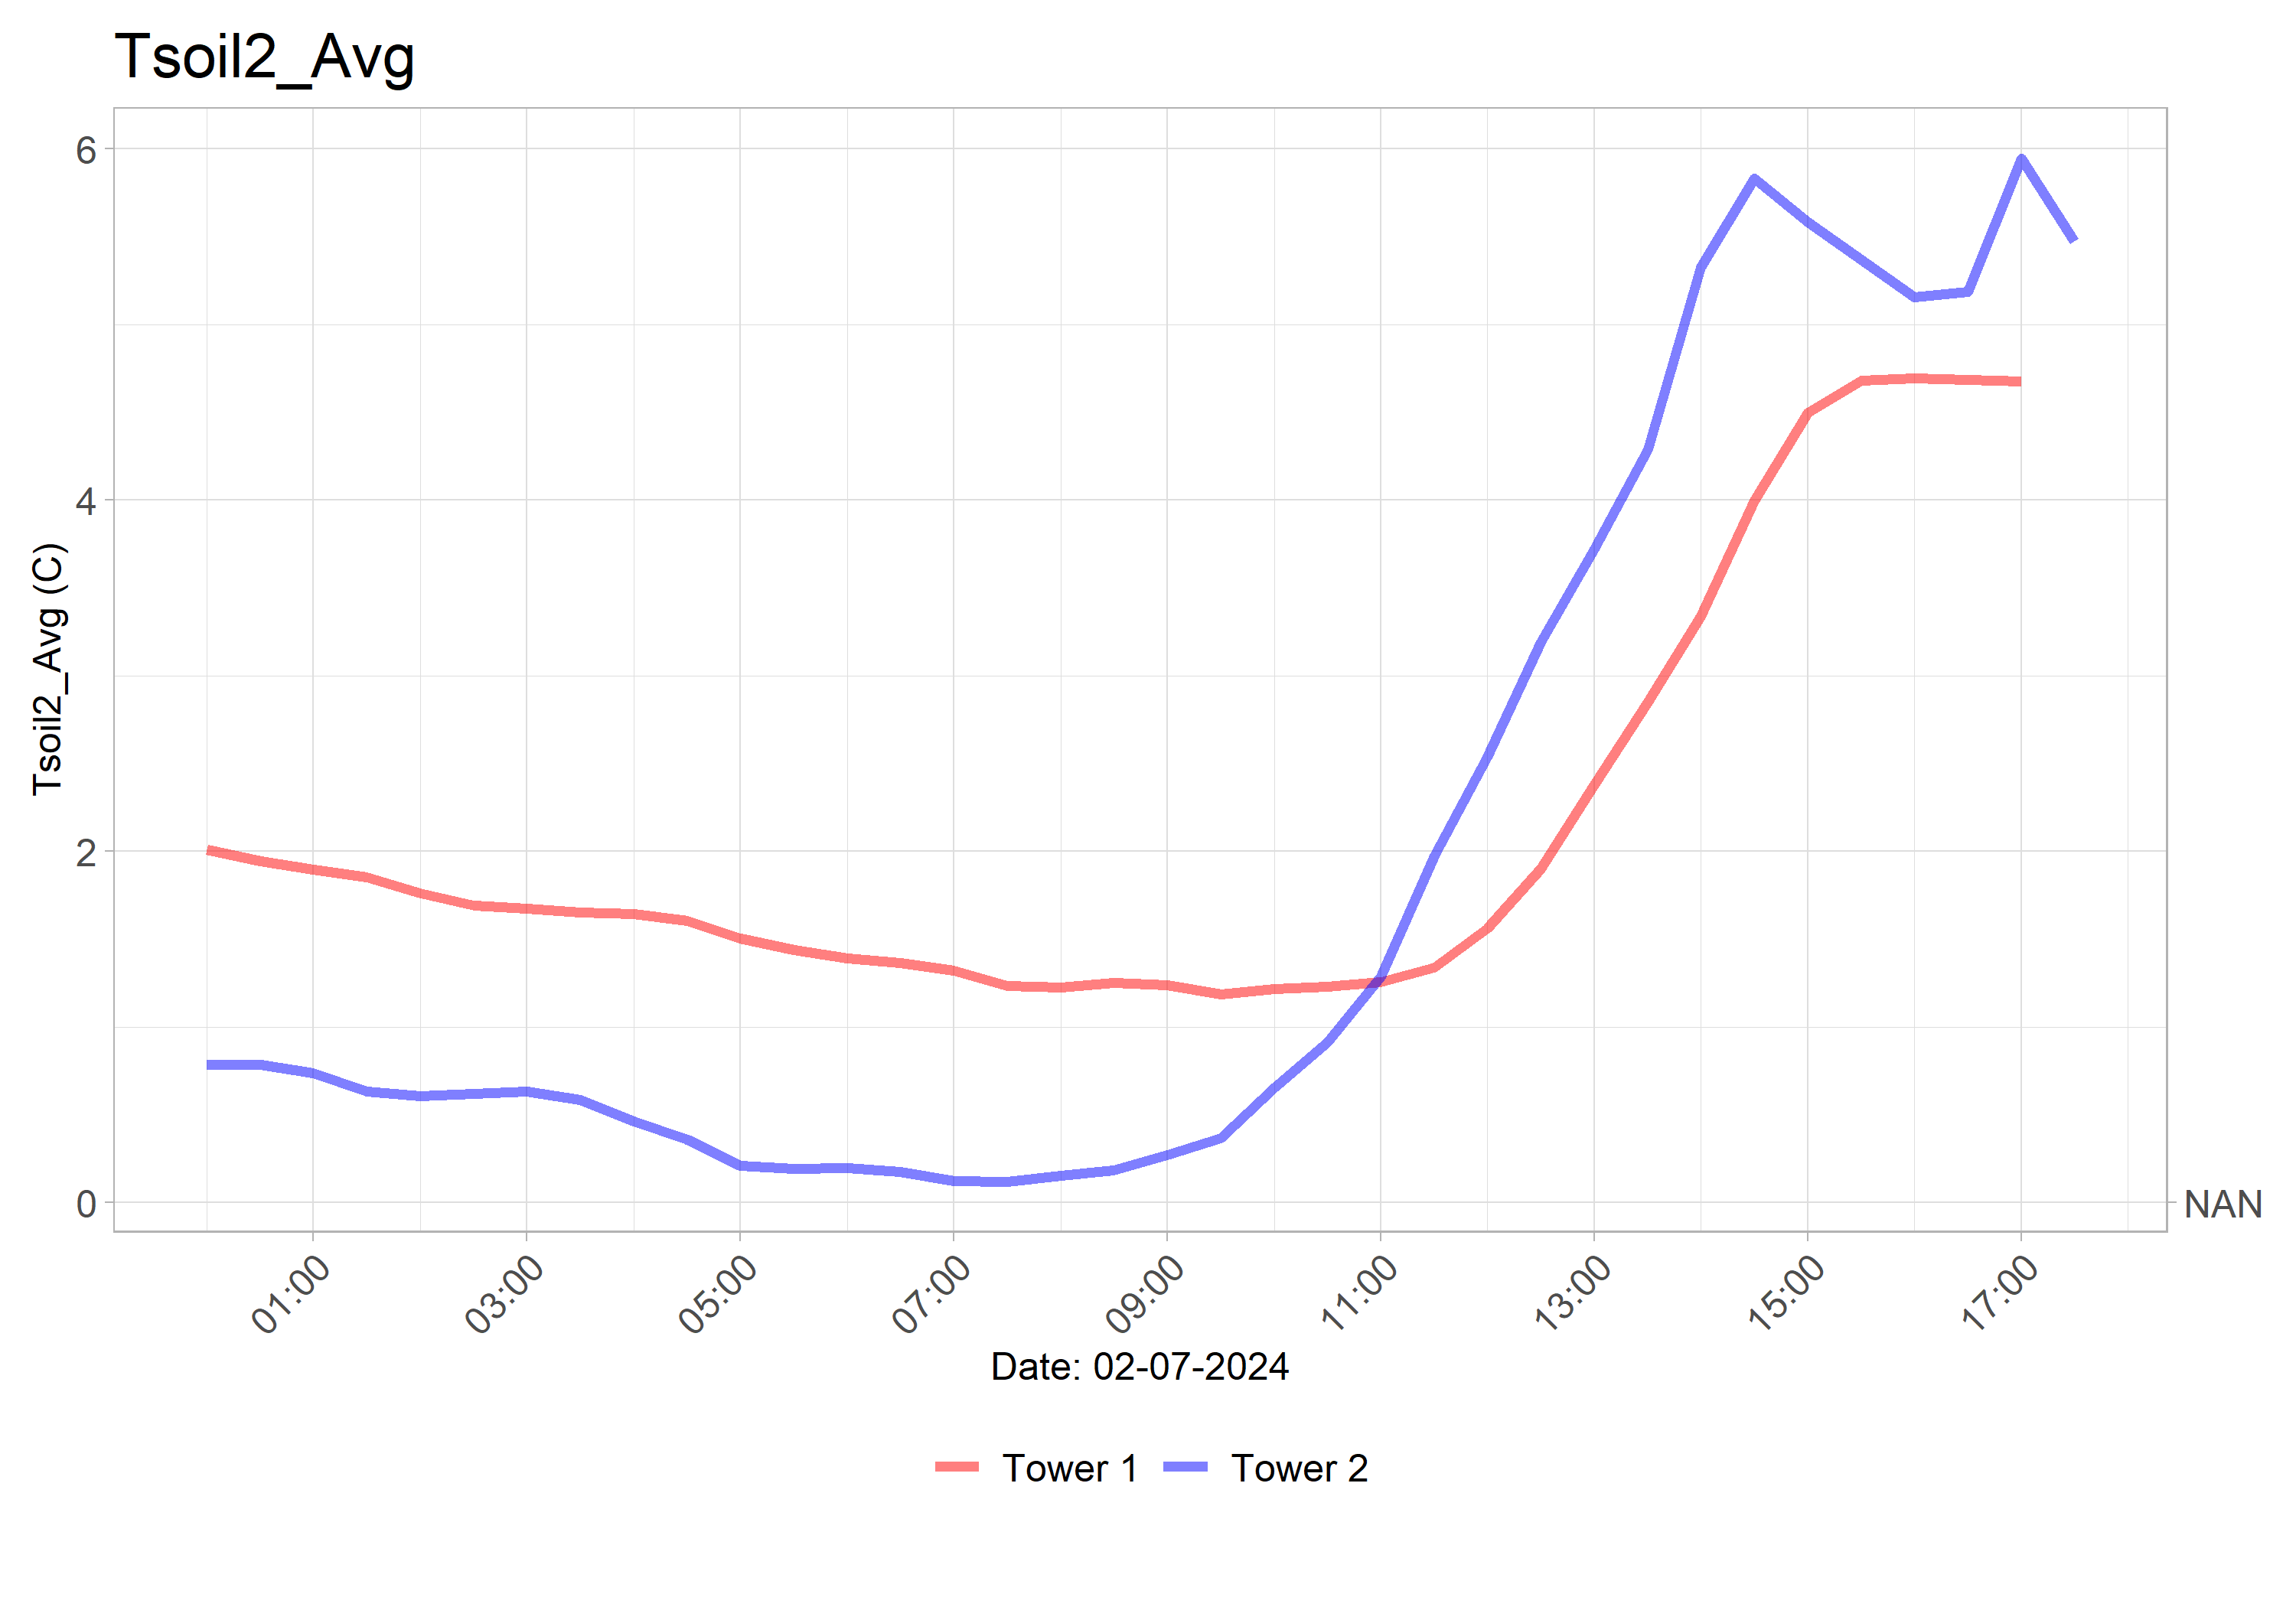 Tsoil2_Avg
Tsoil2_Avg (C)
6
4
2
0
NAN
01:00
03:00
05:00
07:00
09:00
11:00
13:00
15:00
17:00
Date: 02-07-2024
Tower 1
Tower 2